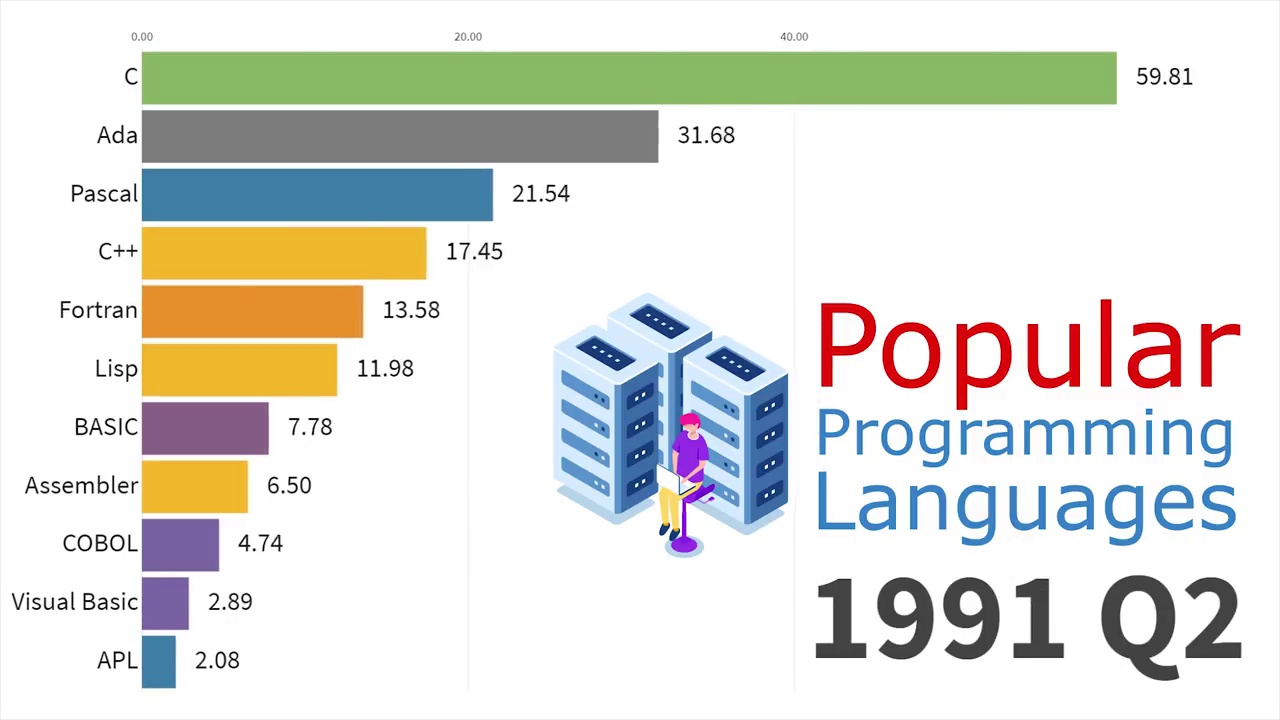 0.00 20.00 40.00
C 59.81
Ada 31.68
Pascal 21.54
C++ 17.45
Fortran 13.58
Lisp 11.98
BASIC 7.78
Assembler 6.50
COBOL 4.74
Visual Basic 2.89
APL 2.08
Popular
Programming
Languages
1991 Q2